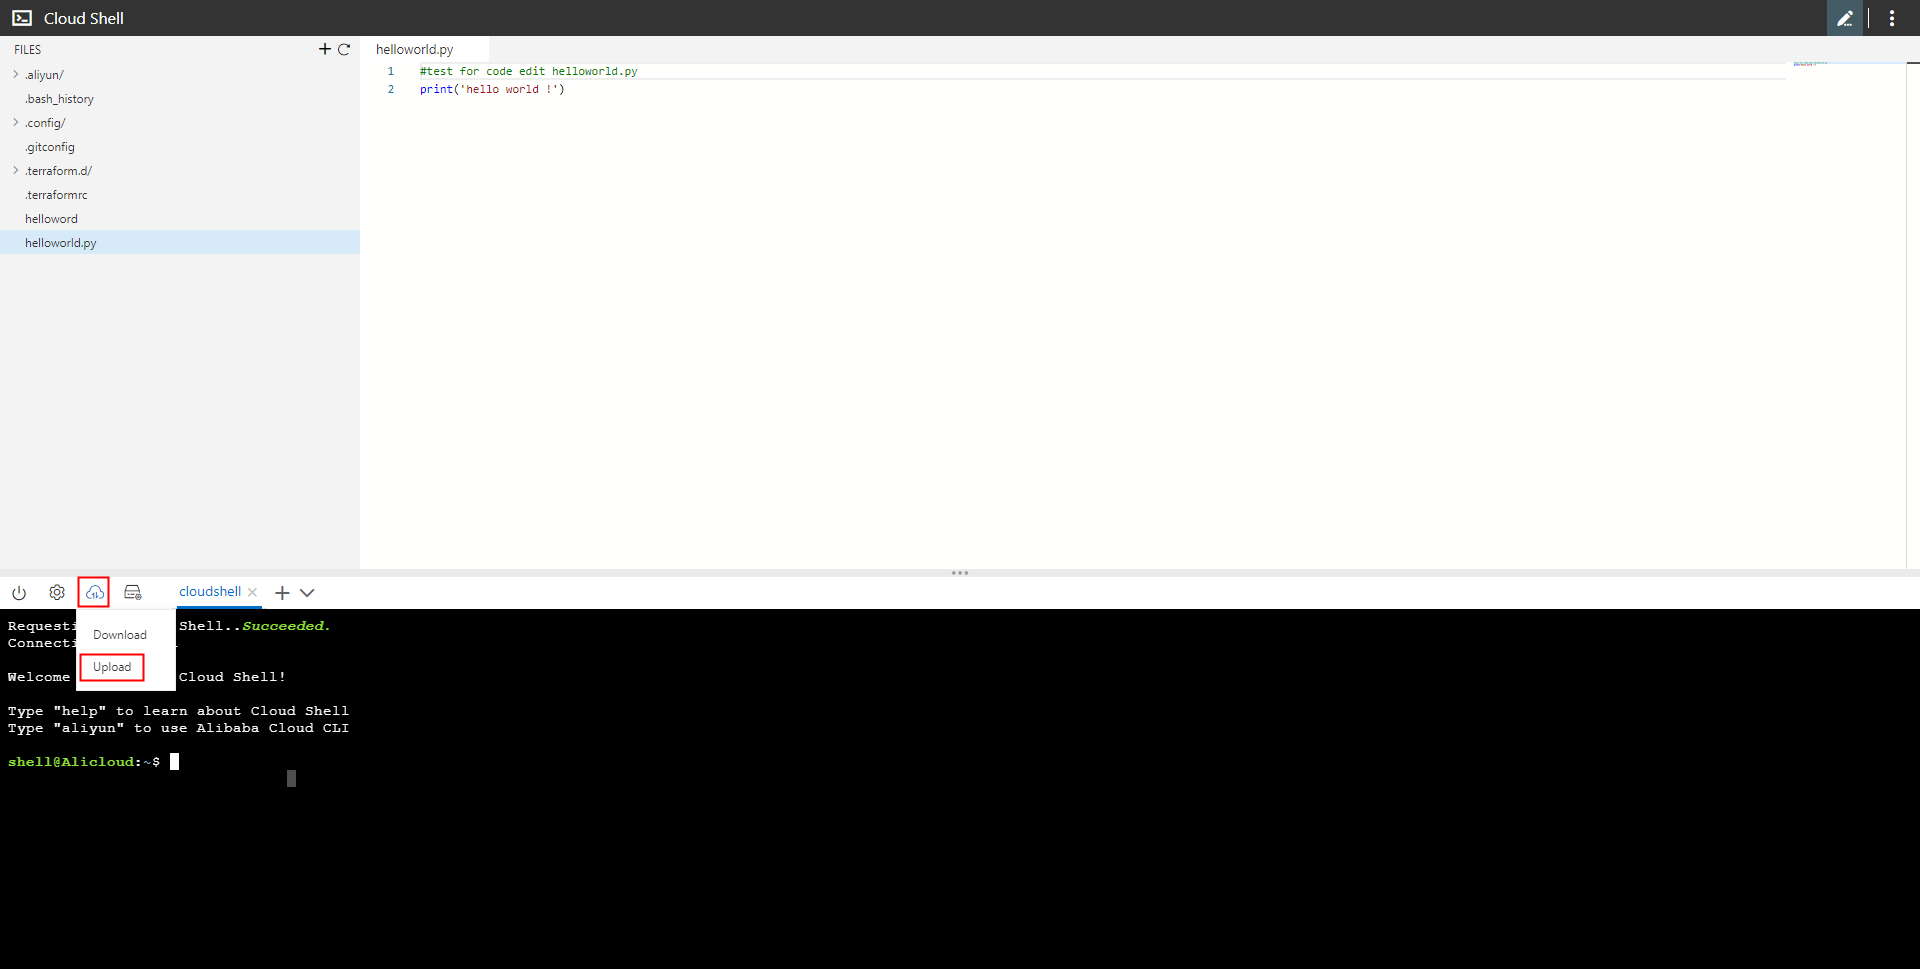 Cloud Shell
FILES
.aliyun/
.bash_history
.config/
.gitconfig
.terraform.d/
.terraformrc
helloword
helloworld.py
helloworld.py
1 #test for code edit helloworld.py
2 print('hello world !')
cloudshell
Download
Upload
Requesti Shell..Succeeded.
Connecti
Welcome Cloud Shell!
Type "help" to learn about Cloud Shell
Type "aliyun" to use Alibaba Cloud CLI
shell@Alicloud:~$